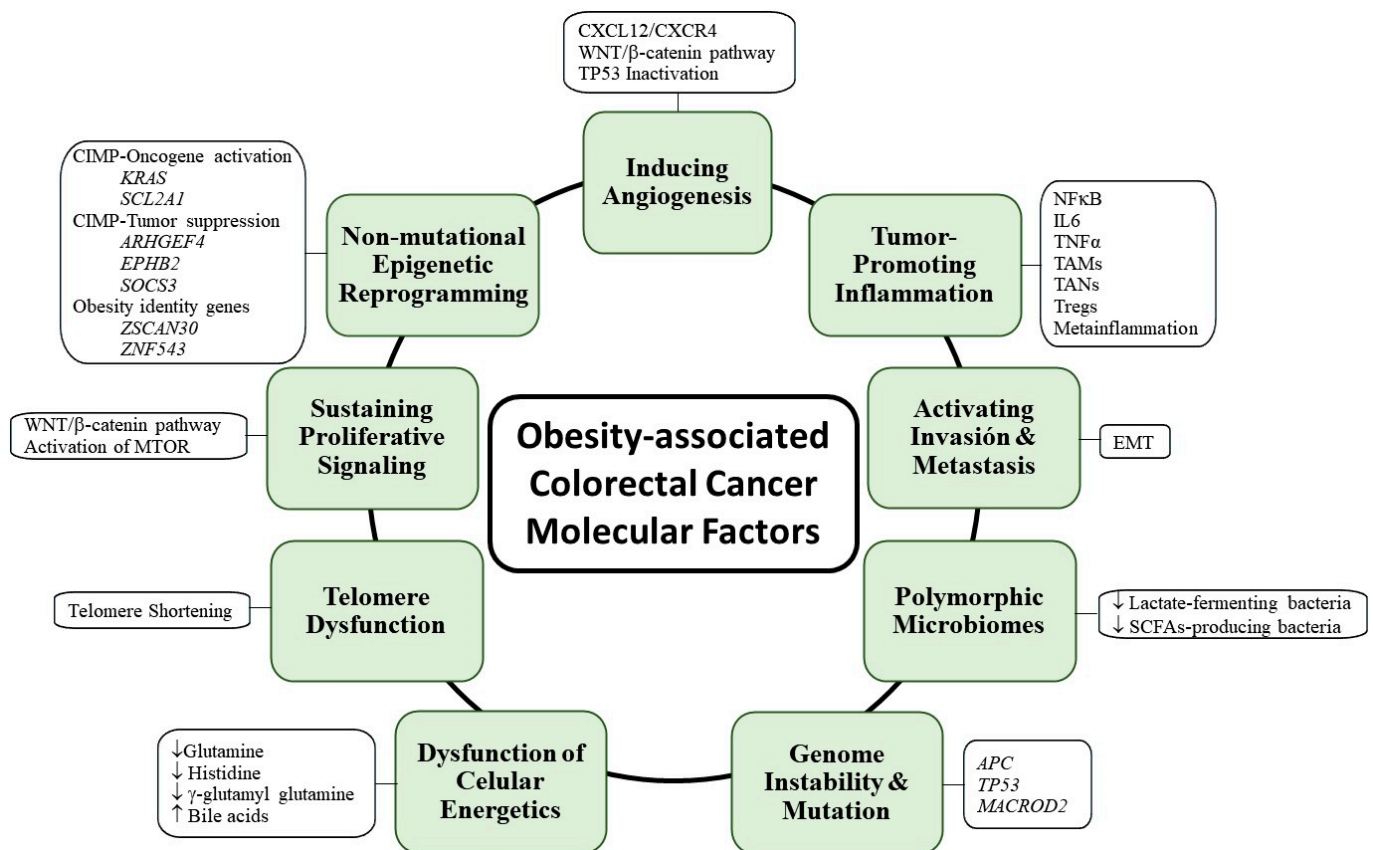 CXCL12/CXCR4
WNT/β-catenin pathway
TP53 Inactivation
Inducing
Angiogenesis
CIMP-Oncogene activation
KRAS
SCL2A1
CIMP-Tumor suppression
ARHGEF4
EPHB2
SOCS3
Obesity identity genes
ZSCAN30
ZNF543
Non-mutational
Epigenetic
Reprogramming
Tumor-
Promoting
Inflammation
NFκB
IL6
TNFα
TAMs
TANs
Tregs
Metainflammation
WNT/β-catenin pathway
Activation of MTOR
Sustaining
Proliferative
Signaling
Obesity-associated
Colorectal Cancer
Molecular Factors
Activating
Invasión &
Metastasis
EMT
Telomere Shortening
Telomere
Dysfunction
Polymorphic
Microbiomes
↓ Lactate-fermenting bacteria
↓ SCFAs-producing bacteria
↓Glutamine
↓ Histidine
↓ γ-glutamyl glutamine
↑ Bile acids
Dysfunction of
Celular
Energetics
Genome
Instability &
Mutation
APC
TP53
MACROD2